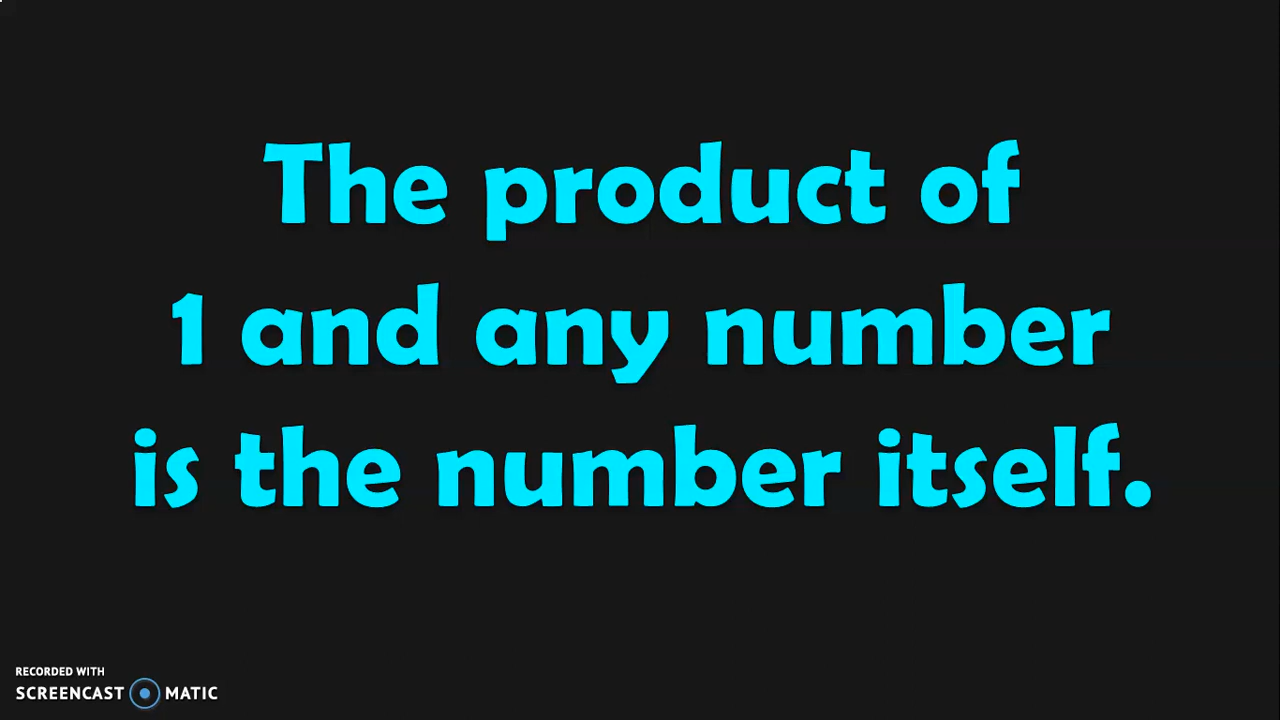 The product of
1 and any number
is the number itself.
RECORDED WITH
SCREENCAST MATIC